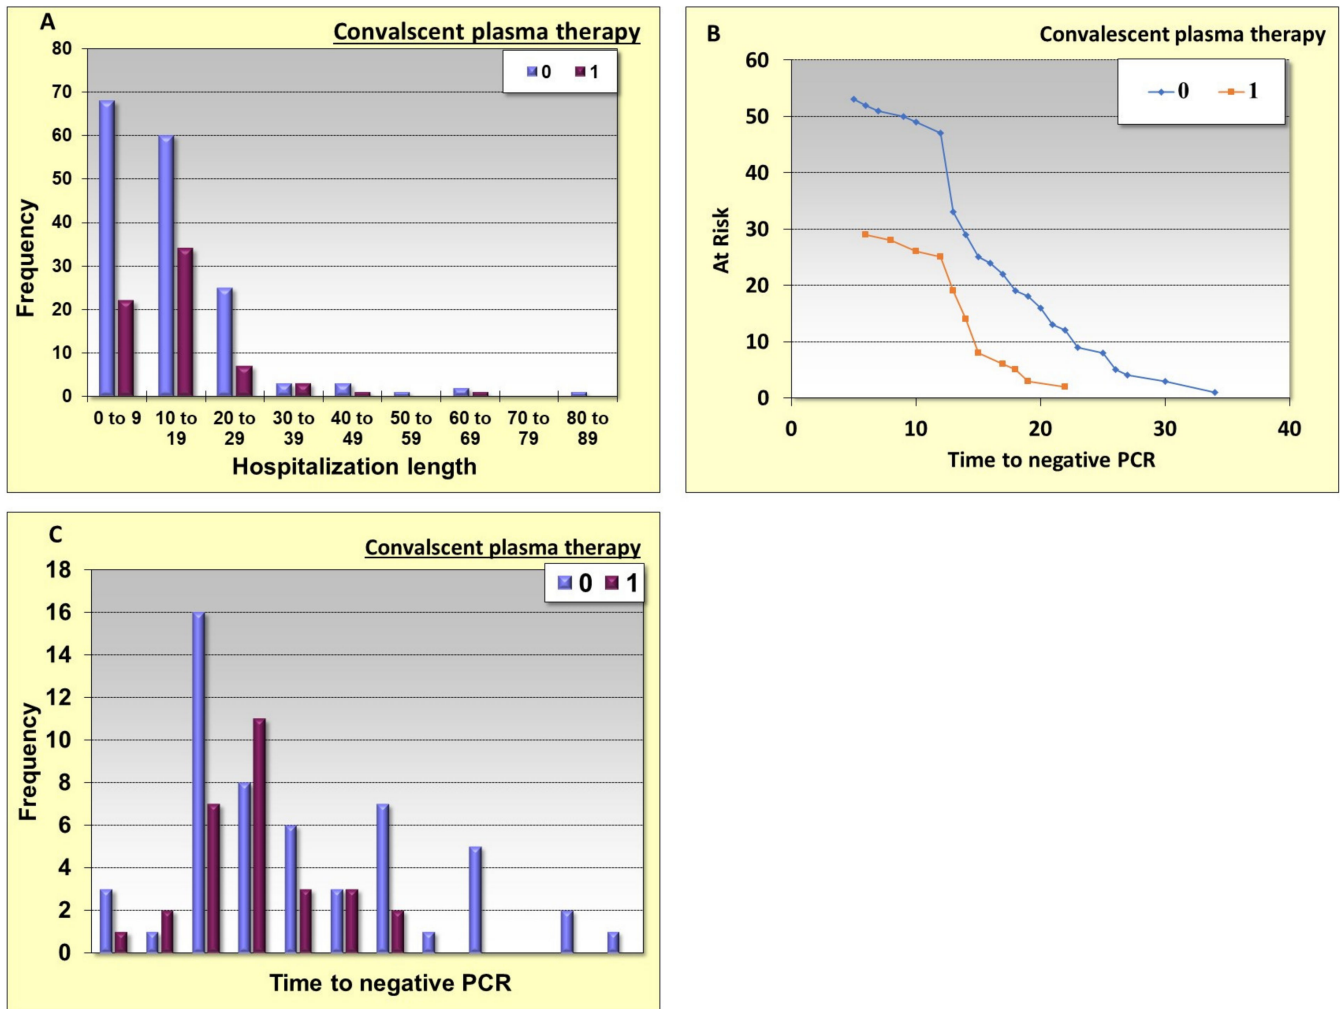 A
Convalscent plasma therapy
0 1
80
70
60
50
40
30
20
10
0
Frequency
0 to 9 10 to 20 to 30 to 40 to 50 to 60 to 70 to 80 to
19 29 39 49 59 69 79 89
Hospitalization length
B
Convalescent plasma therapy
0 1
60
50
40
30
20
10
0
At Risk
0 10 20 30 40
Time to negative PCR
C
Convalscent plasma therapy
0 1
18
16
14
12
10
8
6
4
2
0
Frequency
Time to negative PCR